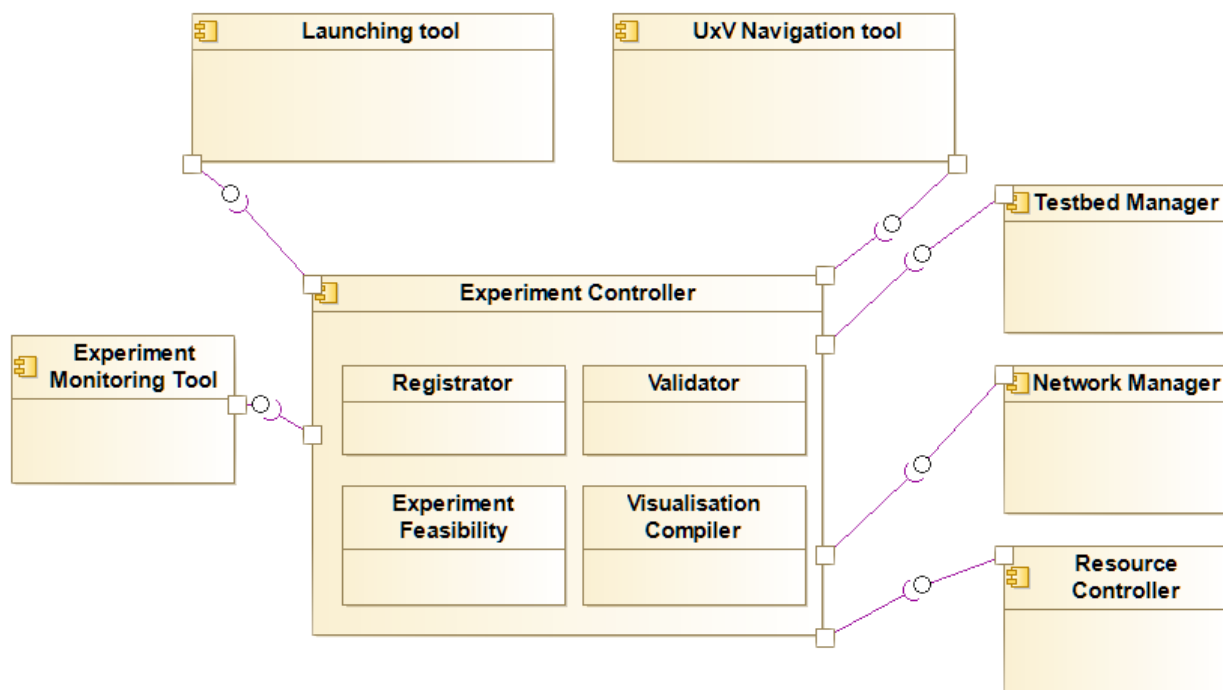 Launching tool
UxV Navigation tool
Testbed Manager
Experiment Controller
Experiment
Monitoring Tool
Registrator
Validator
Network Manager
Experiment
Feasibility
Visualisation
Compiler
Resource
Controller